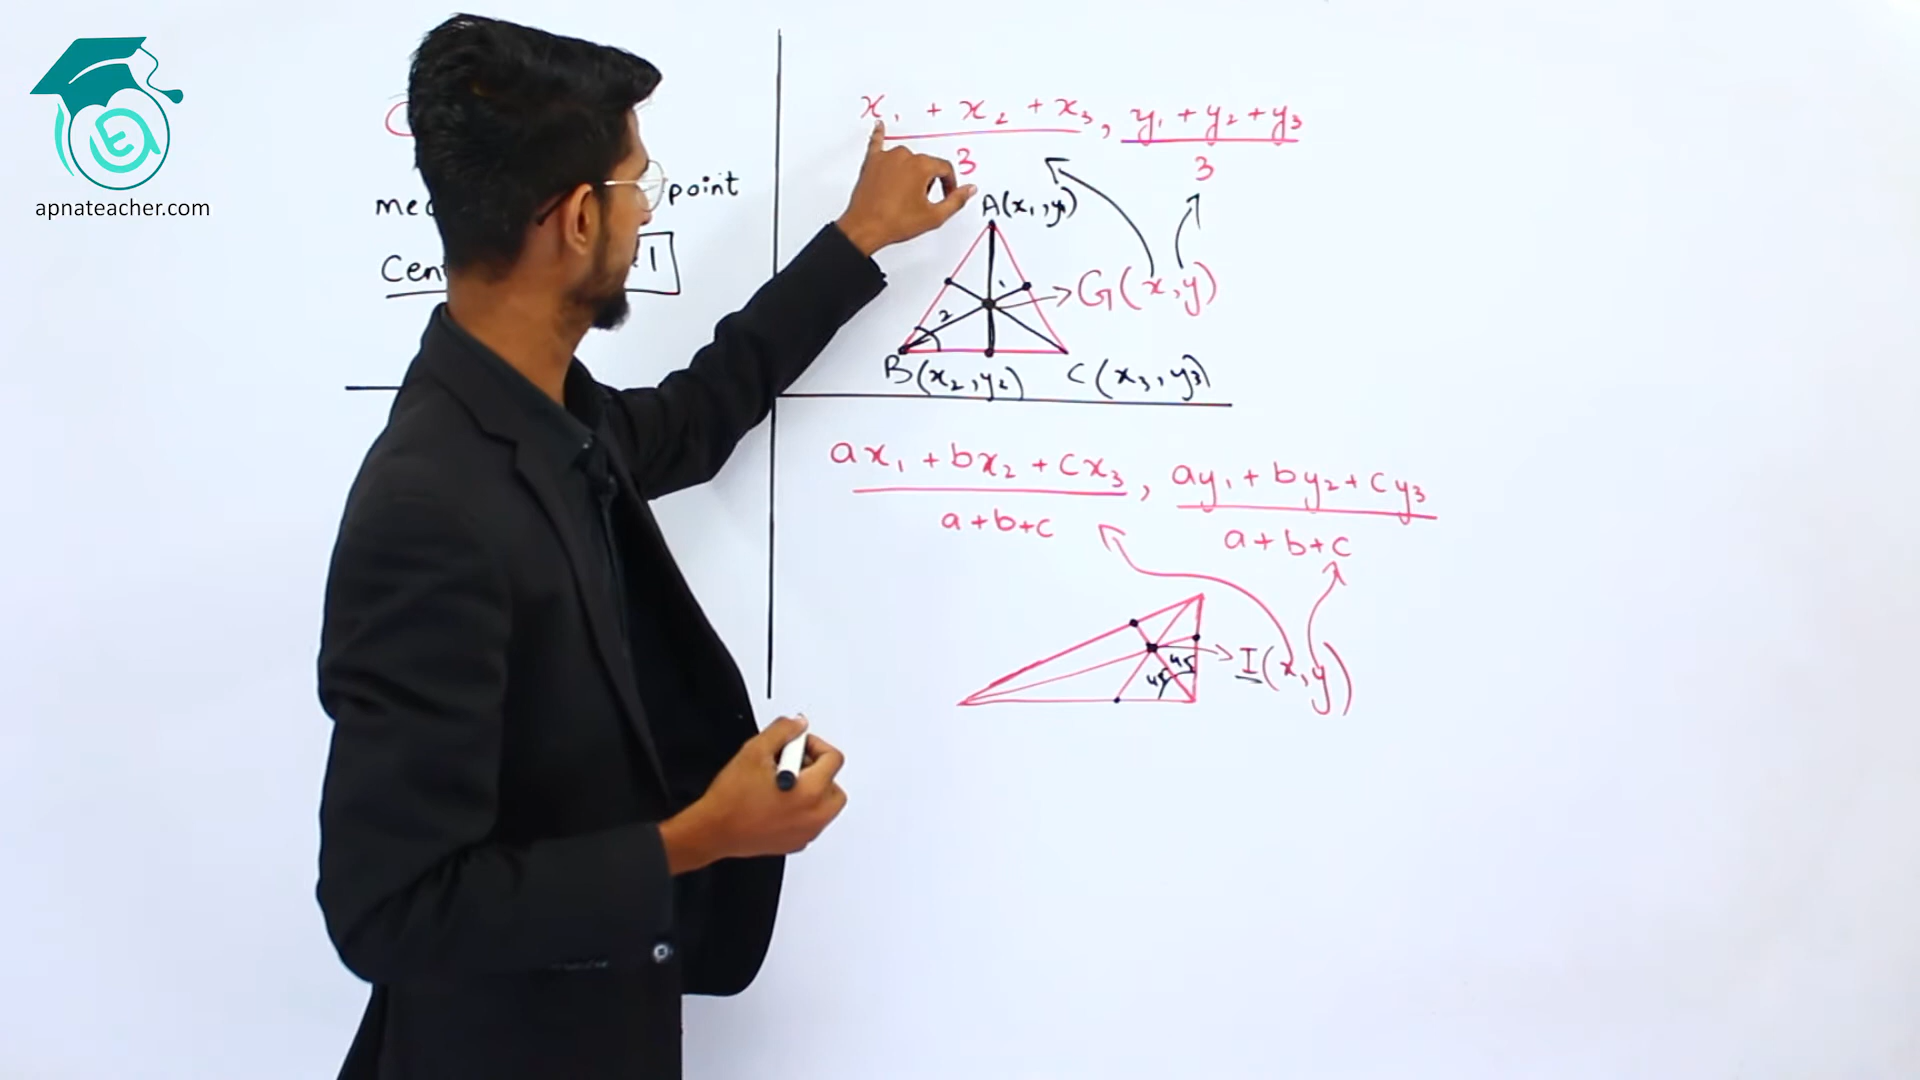 apnateacher.com
point
x₁ + x₂ + x₃ , y₁ + y₂ + y₃
3 3
A(x₁, y₁)
G(x, y)
2
B(x₂, y₂) C(x₃, y₃)
ax₁ + bx₂ + cx₃ , ay₁ + by₂ + cy₃
a+b+c a+b+c
I(x, y)
45
45